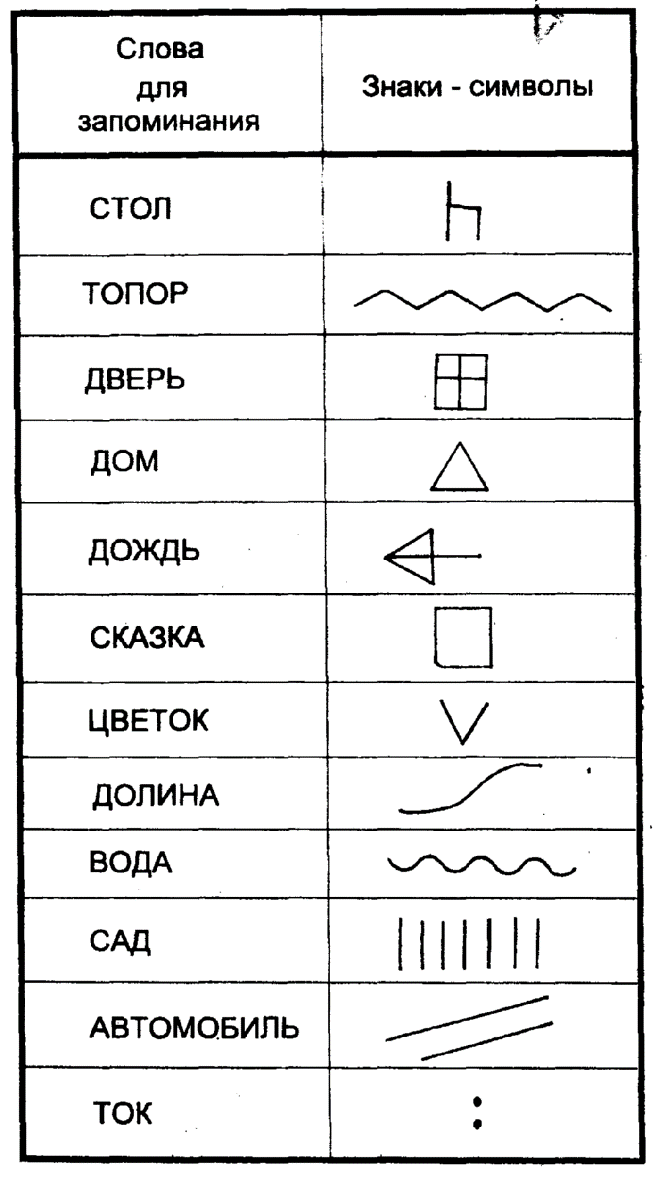 Слова
для
запоминания
Знаки - символы
СТОЛ
ТОПОР
ДВЕРЬ
ДОМ
ДОЖДЬ
СКАЗКА
ЦВЕТОК
ДОЛИНА
ВОДА
САД
АВТОМОБИЛЬ
ТОК